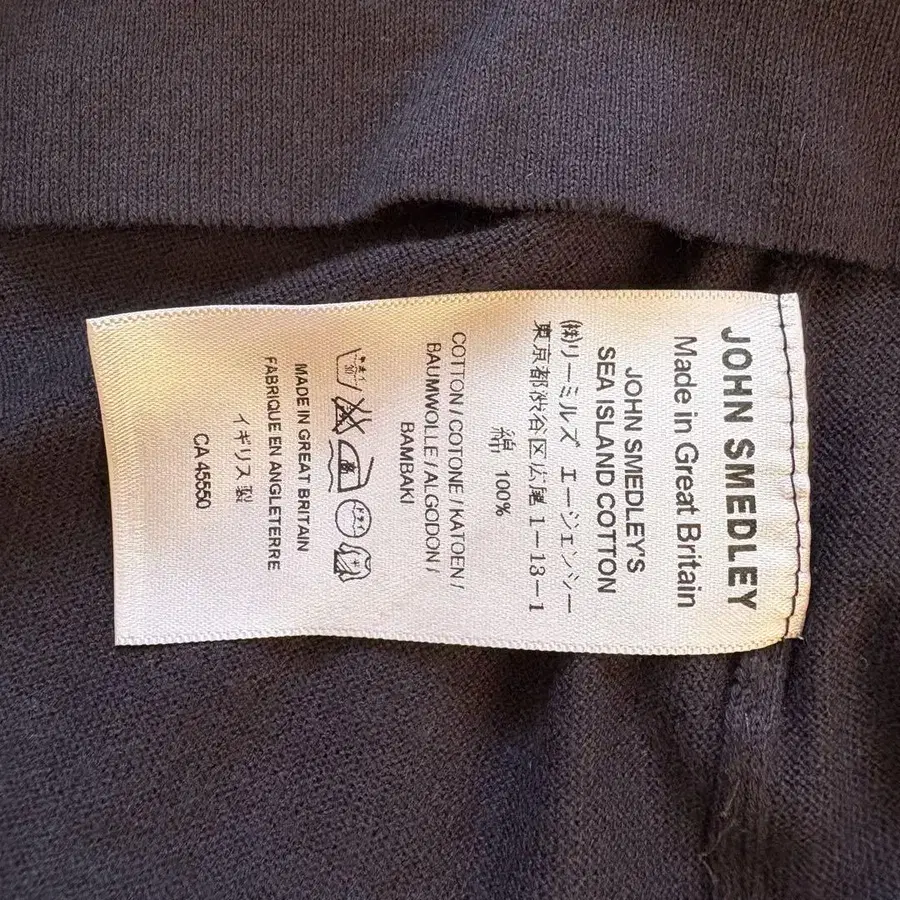 JOHN SMEDLEY
Made in Great Britain
JOHN SMEDLEY'S
SEA ISLAND COTTON
㈱リーミルズ エージェンシー
東京都渋谷区広尾1-13-1
綿 100%
COTTON / COTONE / KATOEN /
BAUMWOLLE / ALGODON /
BAMBAKI
MADE IN GREAT BRITAIN
FABRIQUE EN ANGLETERRE
イギリス製
CA 45550